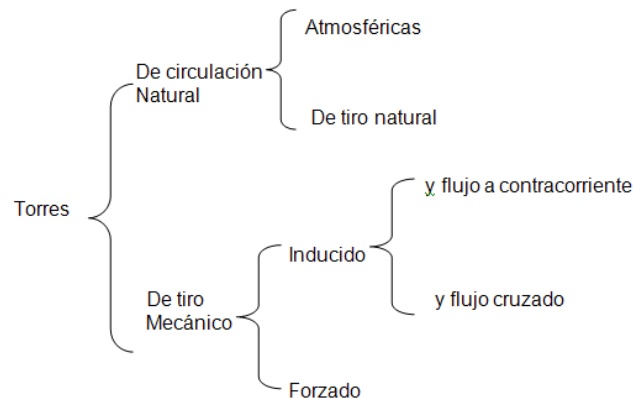 Torres
De circulación
Natural
Atmosféricas
De tiro natural
De tiro
Mecánico
Inducido
y flujo a contracorriente
y flujo cruzado
Forzado